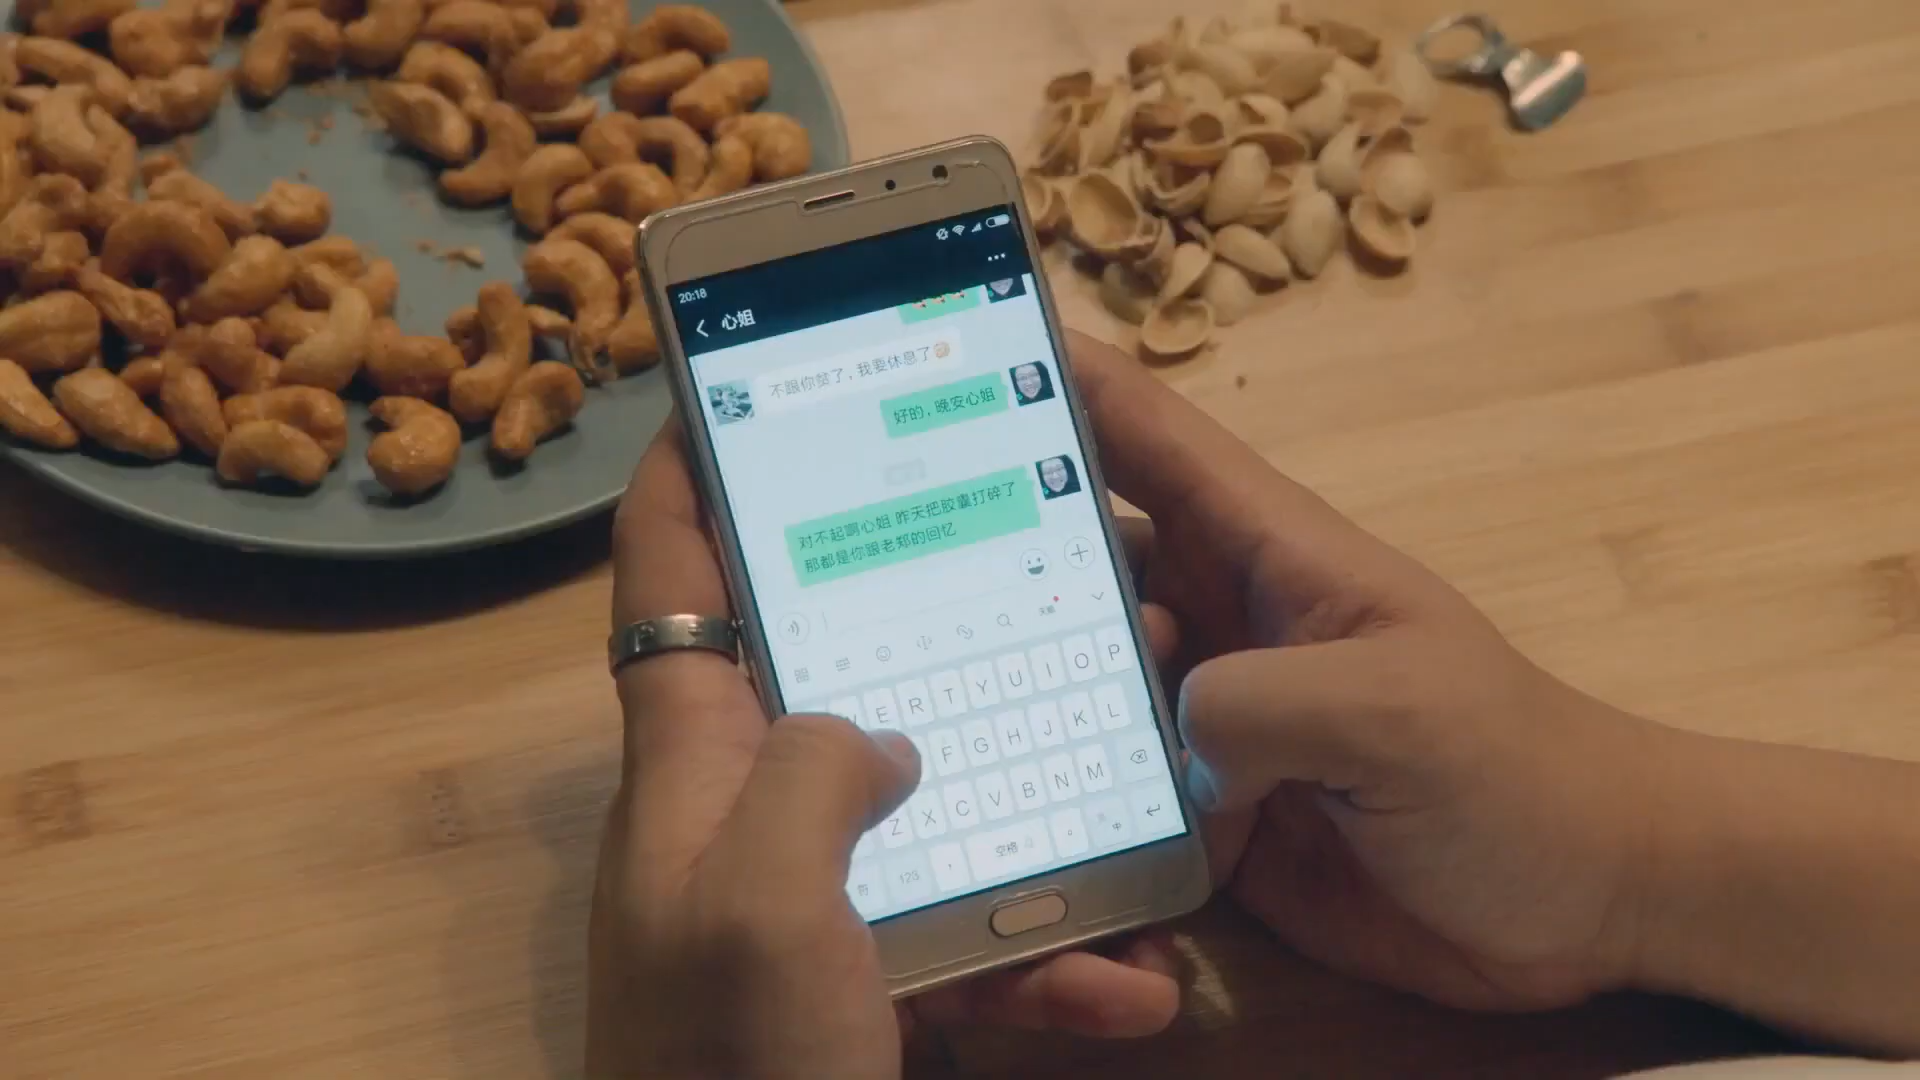 20:18
心姐
不跟你贫了，我要休息了
好的，晚安心姐
对不起啊心姐 昨天把胶囊打碎了
那都是你跟老郑的回忆
E R T Y U I O P
F G H J K L
Z X C V B N M
符 123 ， 空格 。 中